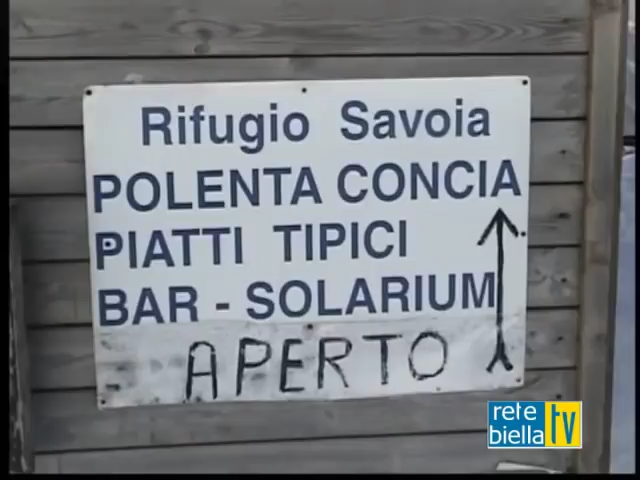 Rifugio Savoia
POLENTA CONCIA
PIATTI TIPICI
BAR - SOLARIUM
APERTO
rete
biella tv